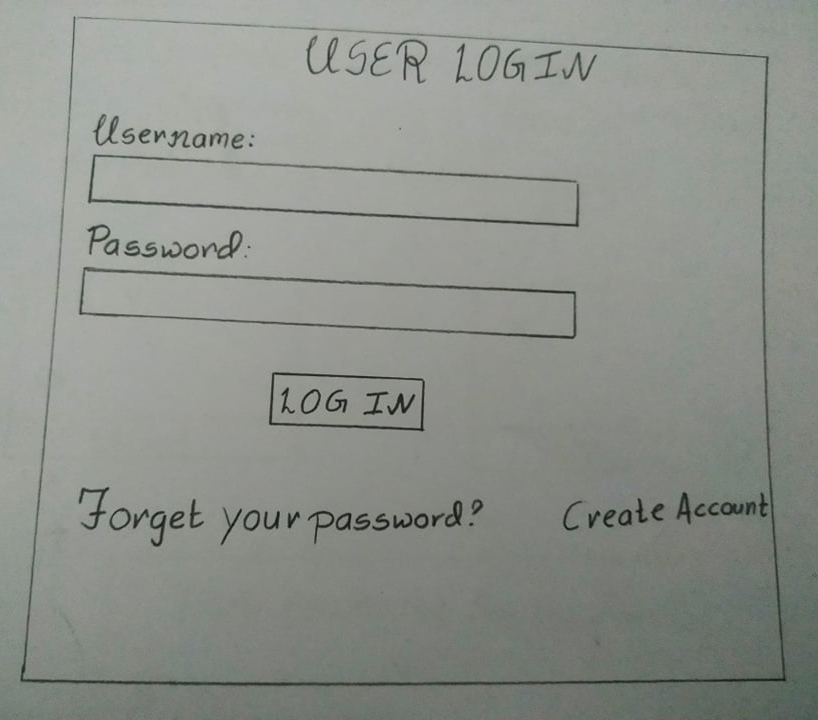 USER LOGIN
Username:
Password:
LOG IN
Forget your password? Create Account